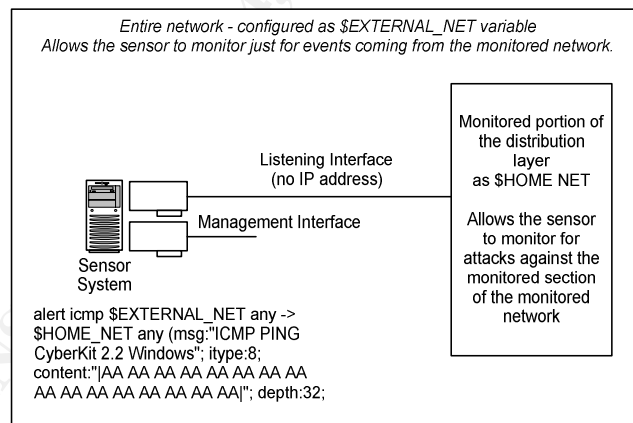 Entire network - configured as $EXTERNAL_NET variable
Allows the sensor to monitor just for events coming from the monitored network.
Listening Interface
(no IP address)
Management Interface
Sensor
System
Monitored portion of
the distribution
layer
as $HOME NET
Allows the sensor
to monitor for
attacks against the
monitored section
of the monitored
network
alert icmp $EXTERNAL_NET any ->
$HOME_NET any (msg:"ICMP PING
CyberKit 2.2 Windows"; itype:8;
content:"|AA AA AA AA AA AA AA AA
AA AA AA AA AA AA AA AA|"; depth:32;